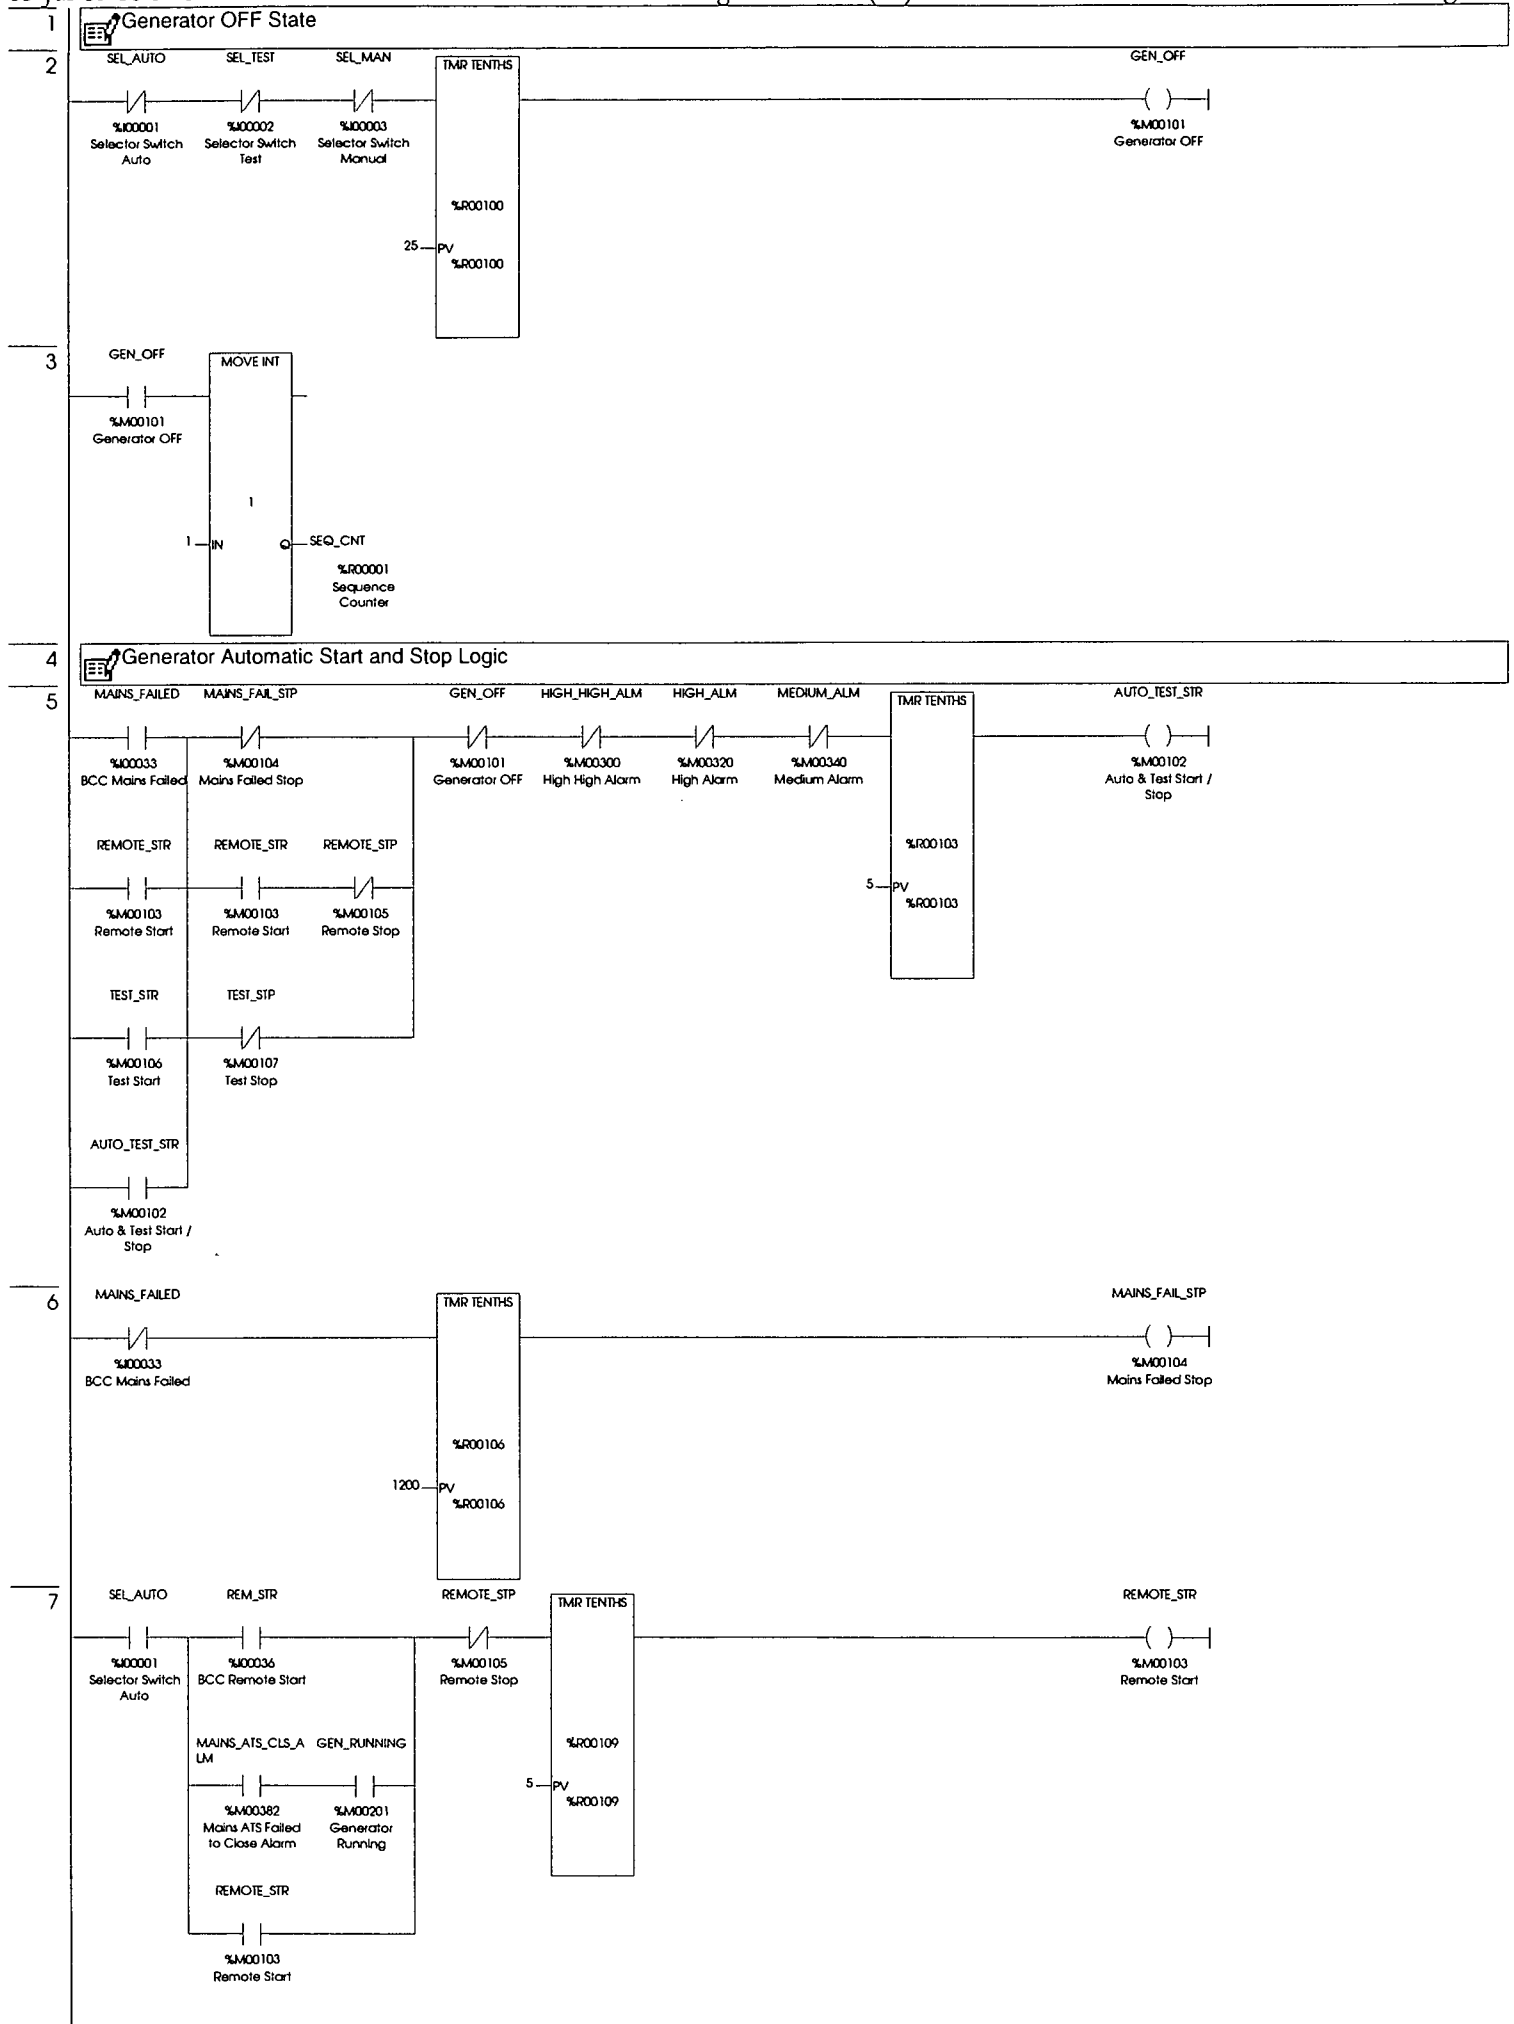 1
Generator OFF State
2
SEL_AUTO SEL_TEST SEL_MAN TMR TENTHS GEN_OFF
%I00001 %I00002 %I00003 %M00101
Selector Switch Selector Switch Selector Switch Generator OFF
Auto Test Manual
%R00100
25 PV
%R00100
3
GEN_OFF MOVE INT
%M00101
Generator OFF
1
1 IN Q SEQ_CNT
%R00001
Sequence
Counter
4
Generator Automatic Start and Stop Logic
5
MAINS_FAILED MAINS_FAIL_STP GEN_OFF HIGH_HIGH_ALM HIGH_ALM MEDIUM_ALM TMR TENTHS AUTO_TEST_STR
%I00033 %M00104 %M00101 %M00300 %M00320 %M00340 %M00102
BCC Mains Failed Mains Failed Stop Generator OFF High High Alarm High Alarm Medium Alarm Auto & Test Start /
Stop
REMOTE_STR REMOTE_STR REMOTE_STP %R00103
5 PV
%M00103 %M00103 %M00105 %R00103
Remote Start Remote Start Remote Stop
TEST_STR TEST_STP
%M00106 %M00107
Test Start Test Stop
AUTO_TEST_STR
%M00102
Auto & Test Start /
Stop
6
MAINS_FAILED TMR TENTHS MAINS_FAIL_STP
%I00033 %M00104
BCC Mains Failed Mains Failed Stop
%R00106
1200 PV
%R00106
7
SEL_AUTO REM_STR REMOTE_STP TMR TENTHS REMOTE_STR
%I00001 %I00036 %M00105 %M00103
Selector Switch BCC Remote Start Remote Stop Remote Start
Auto
MAINS_ATS_CLS_A GEN_RUNNING %R00109
LM
5 PV
%M00382 %M00201 %R00109
Mains ATS Failed Generator
to Close Alarm Running
REMOTE_STR
%M00103
Remote Start